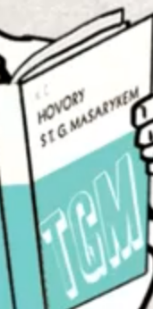 K. Č.
HOVORY
S T. G. MASARYKEM
TGM